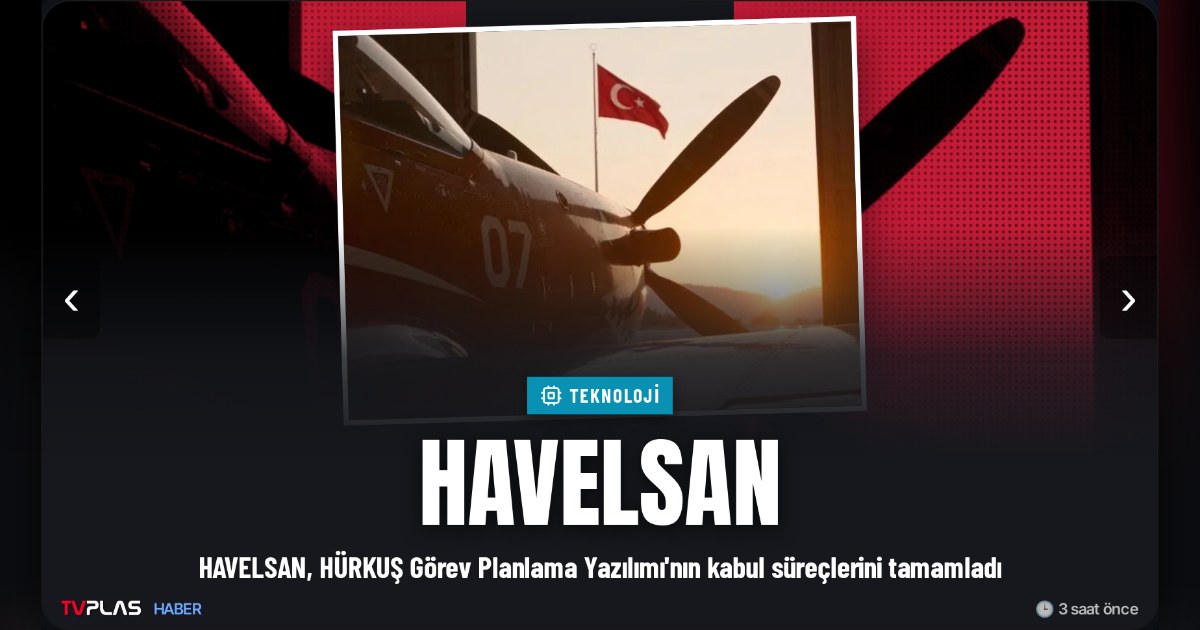 07
TEKNOLOJİ
HAVELSAN
HAVELSAN, HÜRKUŞ Görev Planlama Yazılımı'nın kabul süreçlerini tamamladı
TVPLAS HABER
3 saat önce